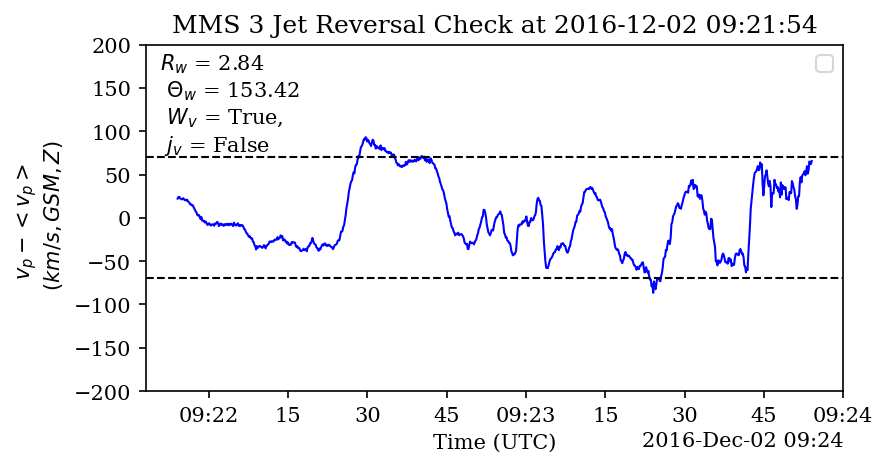 MMS 3 Jet Reversal Check at 2016-12-02 09:21:54
R_w = 2.84
Θ_w = 153.42
W_v = True,
j_v = False
200
150
100
50
0
−50
−100
−150
−200
v_p − < v_p >
(km/s, GSM, Z)
09:22 15 30 45 09:23 15 30 45 09:24
Time (UTC)
2016-Dec-02 09:24